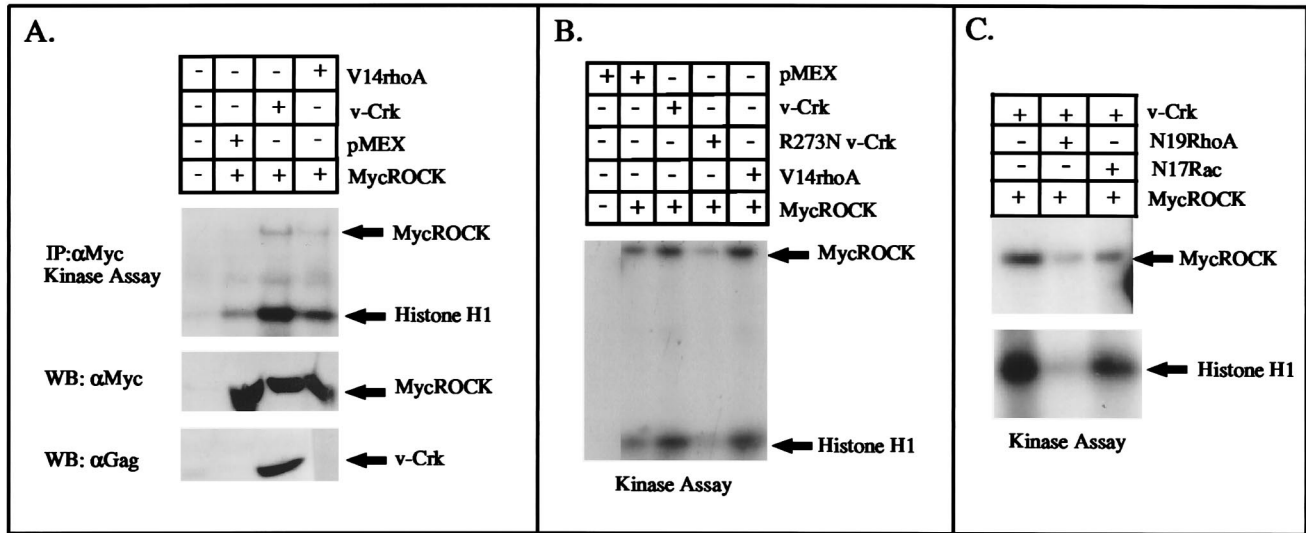 A.
- - - + V14rhoA
- - + - v-Crk
- + - - pMEX
- + + + MycROCK
IP:αMyc
Kinase Assay
MycROCK
Histone H1
WB: αMyc
MycROCK
WB: αGag
v-Crk
B.
+ + - - - pMEX
- - + - - v-Crk
- - - + - R273N v-Crk
- - - - + V14rhoA
- + + + + MycROCK
MycROCK
Histone H1
Kinase Assay
C.
+ + + v-Crk
- + - N19RhoA
- - + N17Rac
+ + + MycROCK
MycROCK
Histone H1
Kinase Assay